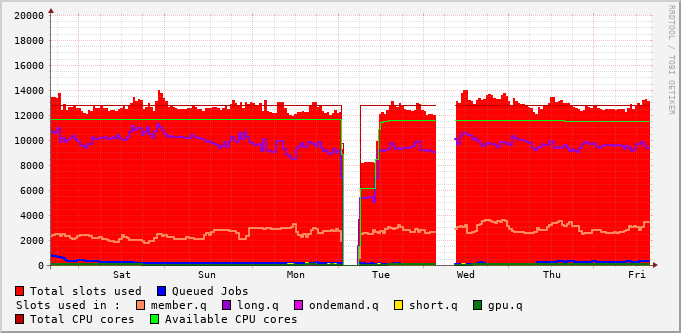 20000
18000
16000
14000
12000
10000
8000
6000
4000
2000
0
Sat Sun Mon Tue Wed Thu Fri
Total slots used Queued Jobs
Slots used in : member.q long.q ondemand.q short.q gpu.q
Total CPU cores Available CPU cores
RRDTOOL / TOBI OETIKER